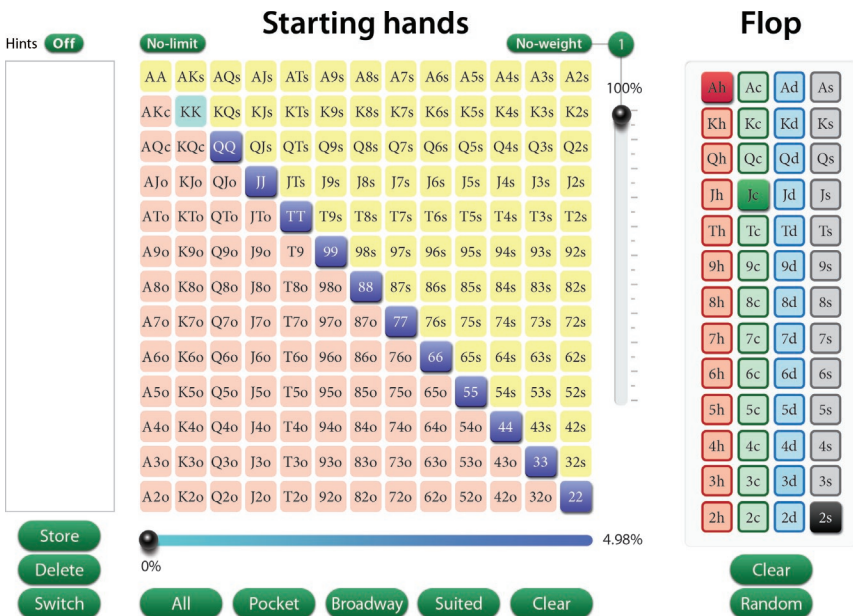 Starting hands
Flop
Hints Off
No-limit
No-weight 1
100%
AA AKs AQs AJs ATs A9s A8s A7s A6s A5s A4s A3s A2s
AKc KK KQs KJs KTs K9s K8s K7s K6s K5s K4s K3s K2s
AQc KQc QQ QJs QTs Q9s Q8s Q7s Q6s Q5s Q4s Q3s Q2s
AJo KJo QJo JJ JTs J9s J8s J7s J6s J5s J4s J3s J2s
ATo KTo QTo JTo TT T9s T8s T7s T6s T5s T4s T3s T2s
A9o K9o Q9o J9o T9 99 98s 97s 96s 95s 94s 93s 92s
A8o K8o Q8o J8o T8o 98o 88 87s 86s 85s 84s 83s 82s
A7o K7o Q7o J7o T7o 97o 87o 77 76s 75s 74s 73s 72s
A6o K6o Q6o J6o T6o 96o 86o 76o 66 65s 64s 63s 62s
A5o K5o Q5o J5o T5o 95o 85o 75o 65o 55 54s 53s 52s
A4o K4o Q4o J4o T4o 94o 84o 74o 64o 54o 44 43s 42s
A3o K3o Q3o J3o T3o 93o 83o 73o 63o 53o 43o 33 32s
A2o K2o Q2o J2o T2o 92o 82o 72o 62o 52o 42o 32o 22
0%
4.98%
Store
Delete
Switch
All Pocket Broadway Suited Clear
Ah Ac Ad As
Kh Kc Kd Ks
Qh Qc Qd Qs
Jh Jc Jd Js
Th Tc Td Ts
9h 9c 9d 9s
8h 8c 8d 8s
7h 7c 7d 7s
6h 6c 6d 6s
5h 5c 5d 5s
4h 4c 4d 4s
3h 3c 3d 3s
2h 2c 2d 2s
Clear
Random